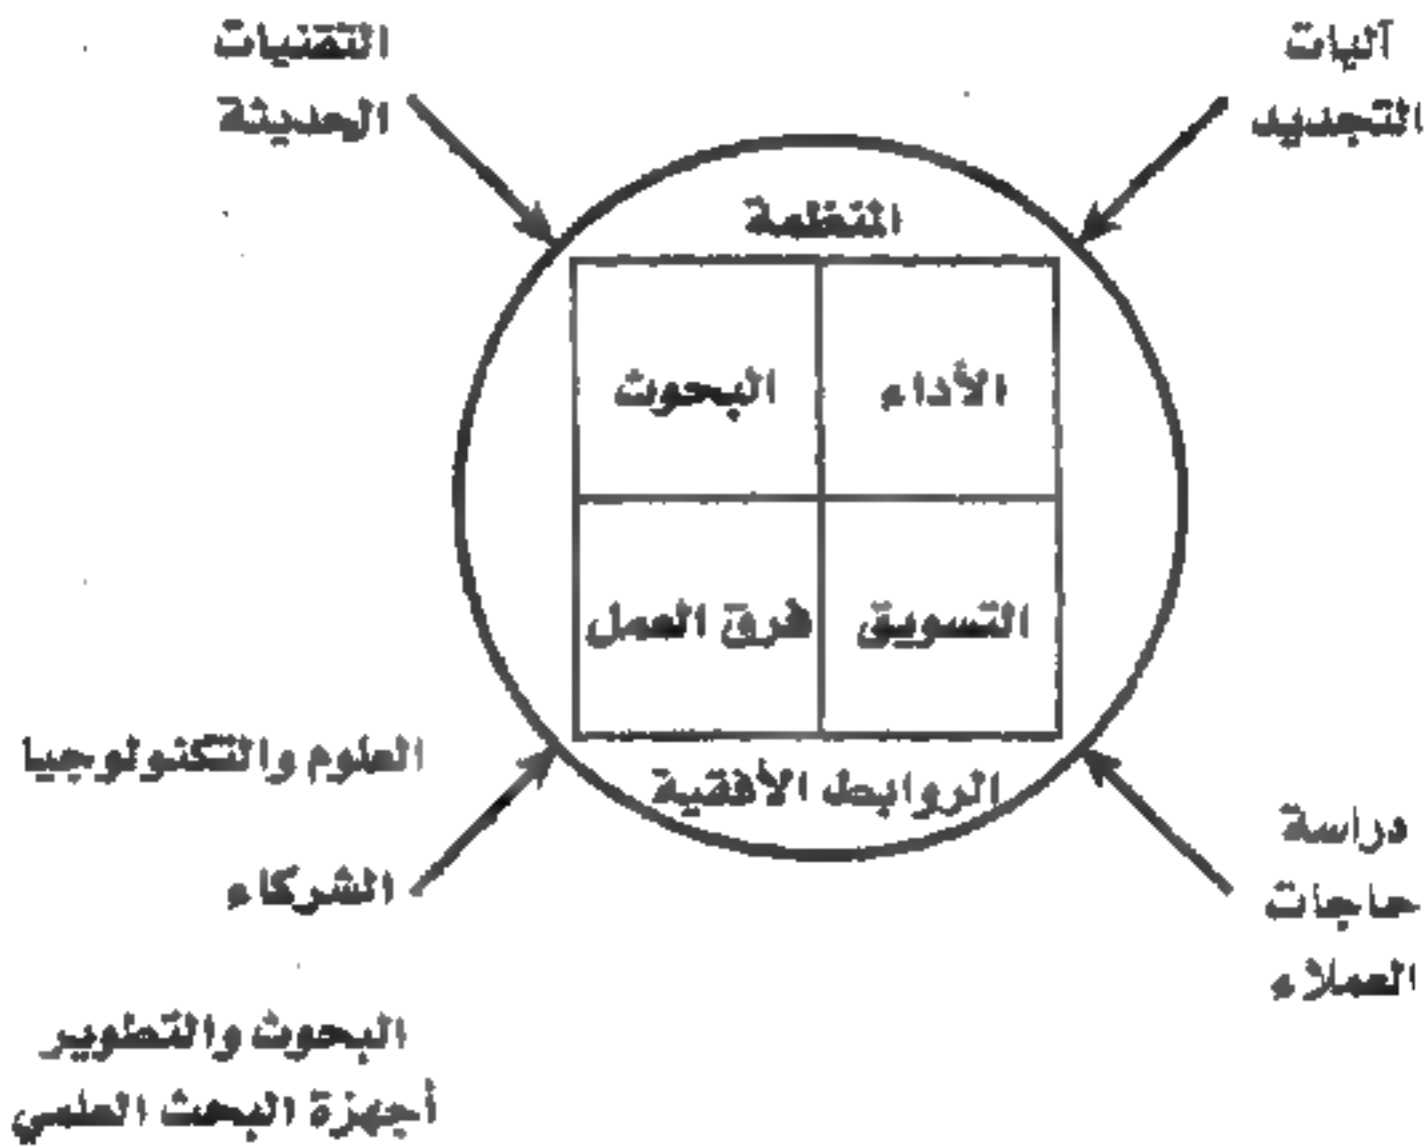 آليات
التجديد
التقنيات
الحديثة
المنظمة
الأداء
البحوث
التسويق
فرق العمل
الروابط الأفقية
دراسة
حاجات
العملاء
العلوم والتكنولوجيا
الشركاء
البحوث والتطوير
أجهزة البحث العلمي